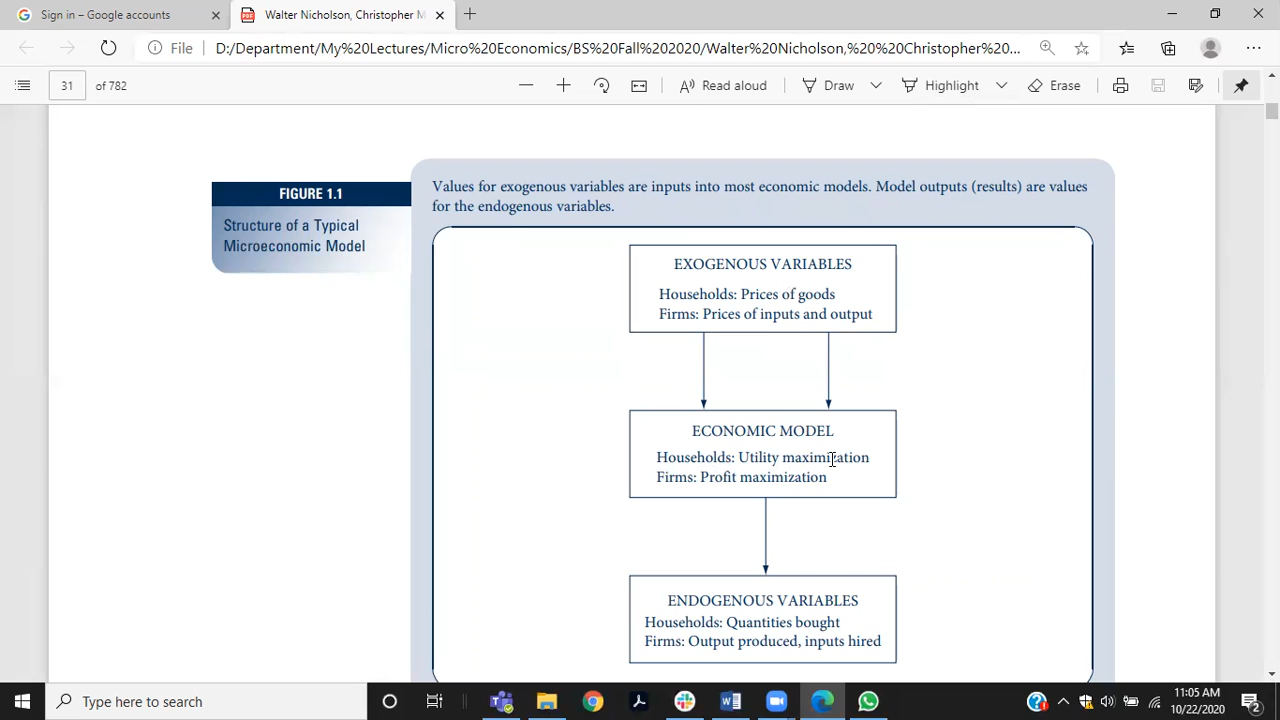 Sign in – Google accounts
Walter Nicholson, Christopher M
File
D:/Department/My%20Lectures/Micro%20Economics/BS%20Fall%202020/Walter%20Nicholson,%20%20Christopher%20...
31 of 782
Read aloud
Draw
Highlight
Erase
FIGURE 1.1
Structure of a Typical
Microeconomic Model
Values for exogenous variables are inputs into most economic models. Model outputs (results) are values
for the endogenous variables.
EXOGENOUS VARIABLES
Households: Prices of goods
Firms: Prices of inputs and output
ECONOMIC MODEL
Households: Utility maximization
Firms: Profit maximization
ENDOGENOUS VARIABLES
Households: Quantities bought
Firms: Output produced, inputs hired
Type here to search
11:05 AM
10/22/2020
2